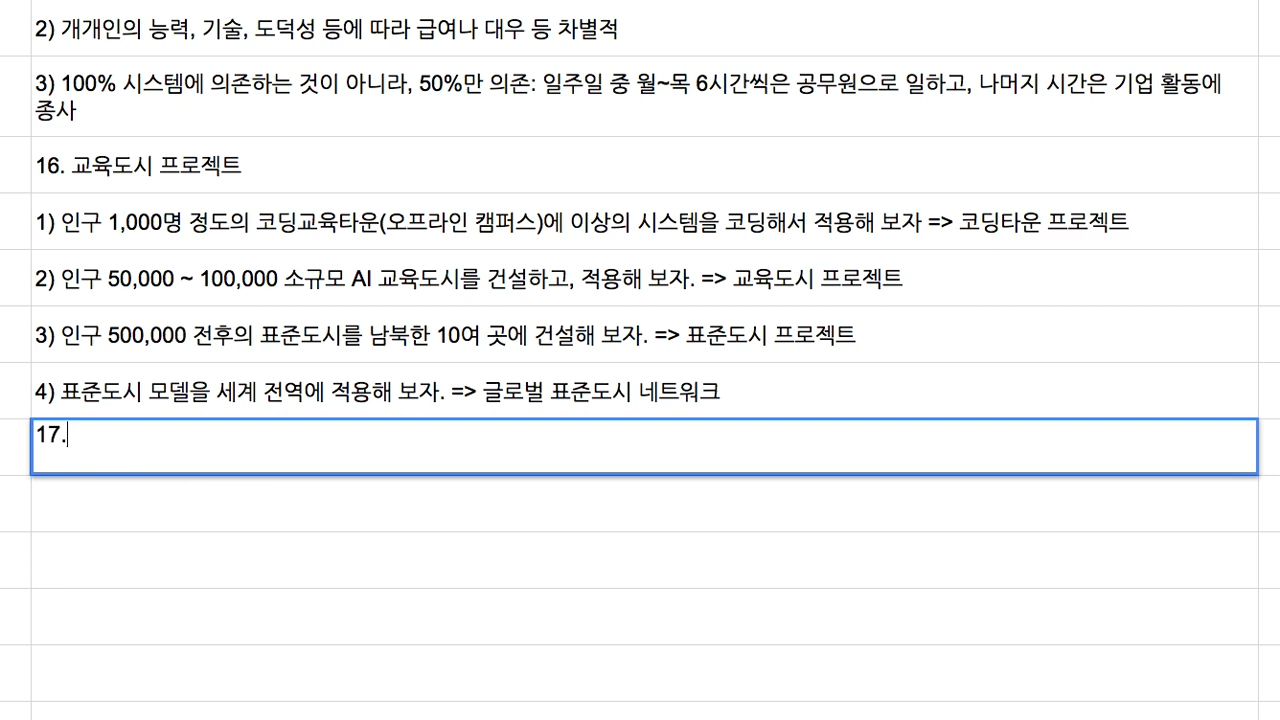 2) 개개인의 능력, 기술, 도덕성 등에 따라 급여나 대우 등 차별적
3) 100% 시스템에 의존하는 것이 아니라, 50%만 의존: 일주일 중 월~목 6시간씩은 공무원으로 일하고, 나머지 시간은 기업 활동에
종사
16. 교육도시 프로젝트
1) 인구 1,000명 정도의 코딩교육타운(오프라인 캠퍼스)에 이상의 시스템을 코딩해서 적용해 보자 => 코딩타운 프로젝트
2) 인구 50,000 ~ 100,000 소규모 AI 교육도시를 건설하고, 적용해 보자. => 교육도시 프로젝트
3) 인구 500,000 전후의 표준도시를 남북한 10여 곳에 건설해 보자. => 표준도시 프로젝트
4) 표준도시 모델을 세계 전역에 적용해 보자. => 글로벌 표준도시 네트워크
17.